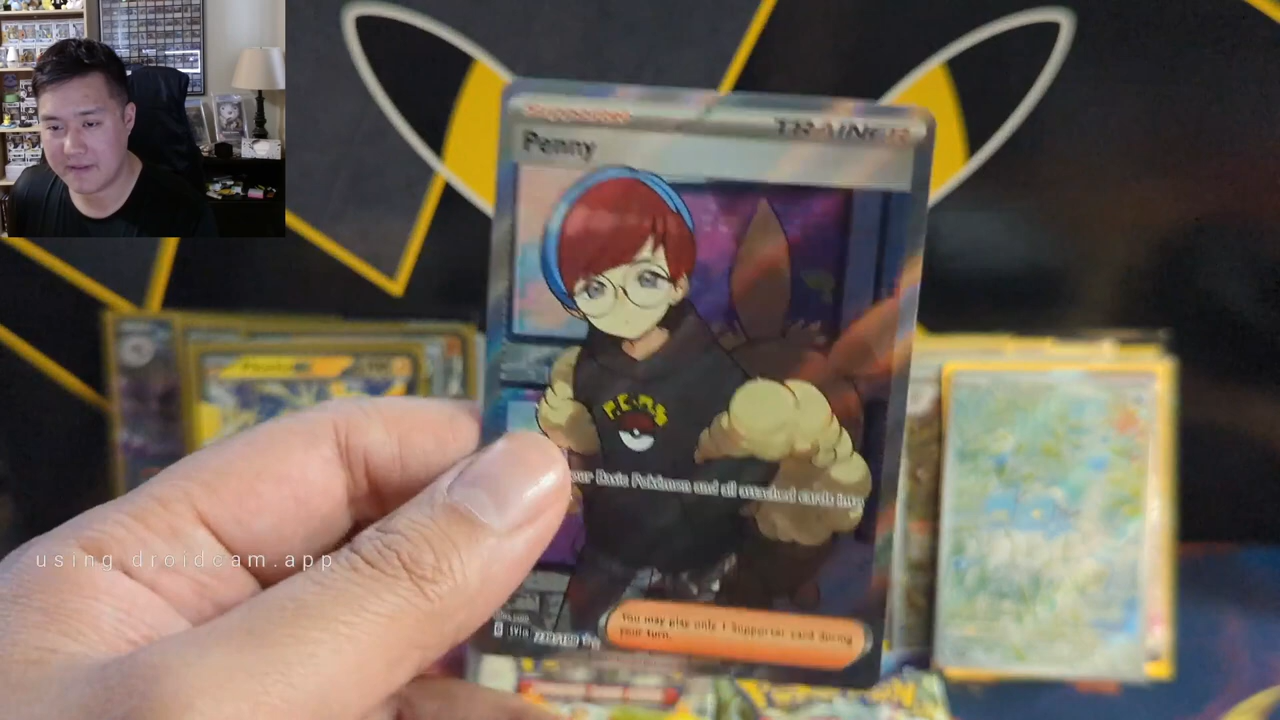 Supporter
TRAINER
Penny
our Basic Pokémon and all attached cards into
using droidcam.app
You may play only 1 Supporter card during
your turn.